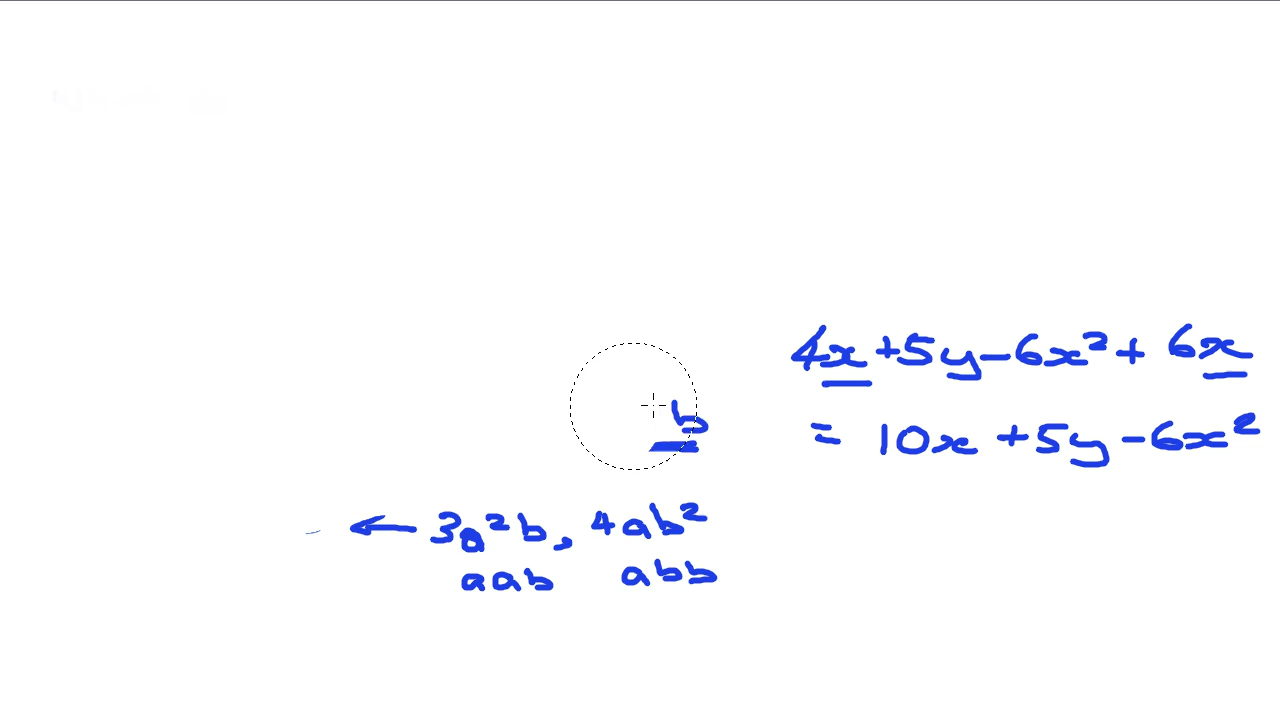 4x+5y-6x²+ 6x
= 10x +5y-6x²
b
← 3a²b, 4ab²
aab abb